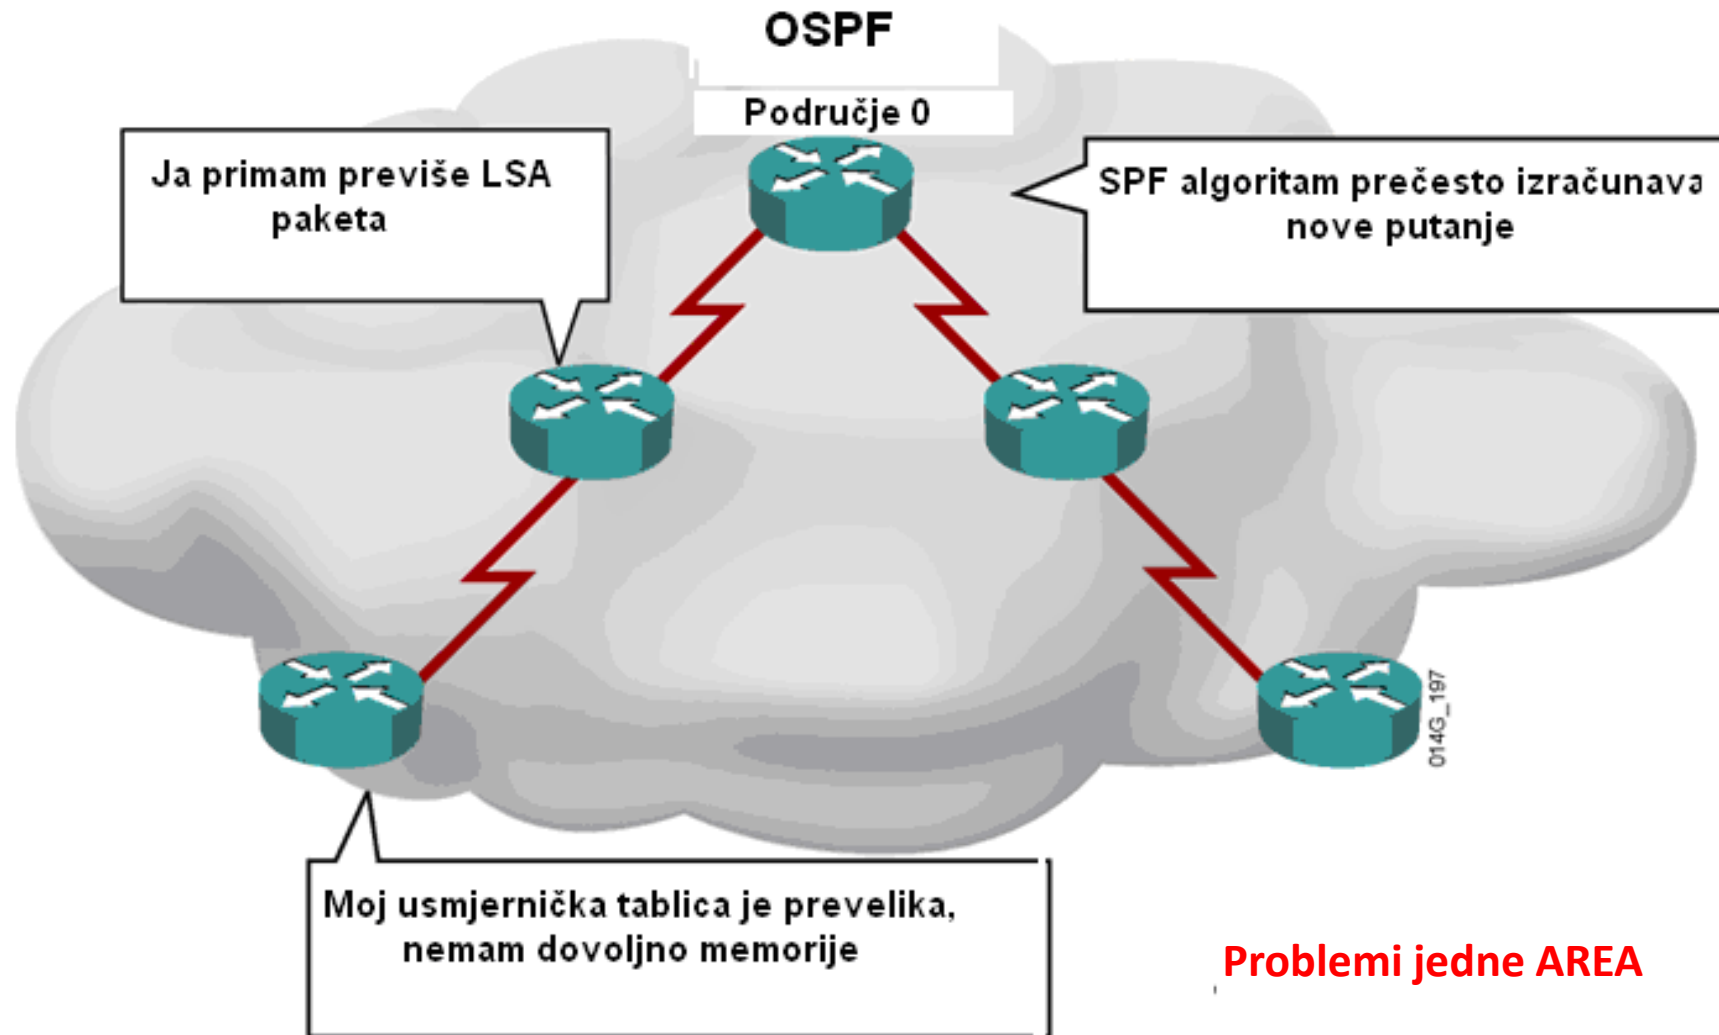 OSPF
Područje 0
Ja primam previše LSA
paketa
SPF algoritam prečesto izračunava
nove putanje
014G_197
Moj usmjernička tablica je prevelika,
nemam dovoljno memorije
Problemi jedne AREA